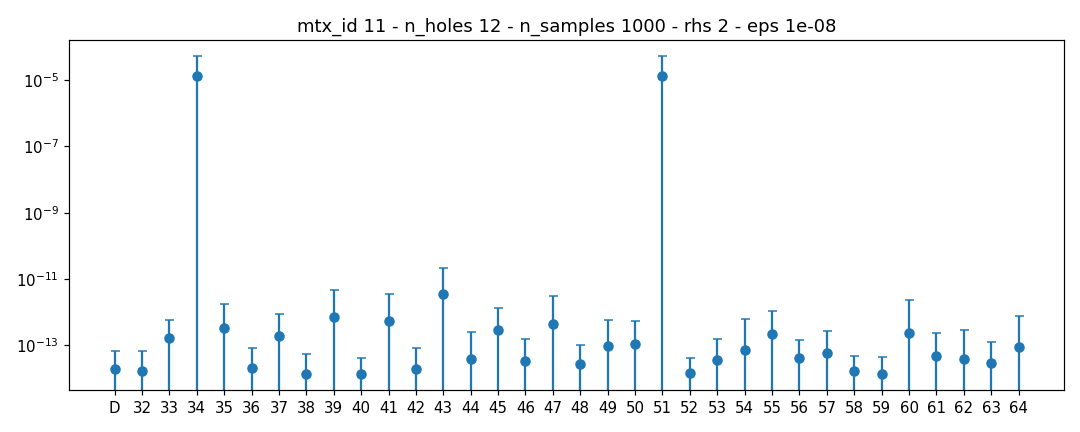 mtx_id 11 - n_holes 12 - n_samples 1000 - rhs 2 - eps 1e-08
10⁻⁵
10⁻⁷
10⁻⁹
10⁻¹¹
10⁻¹³
D 32 33 34 35 36 37 38 39 40 41 42 43 44 45 46 47 48 49 50 51 52 53 54 55 56 57 58 59 60 61 62 63 64